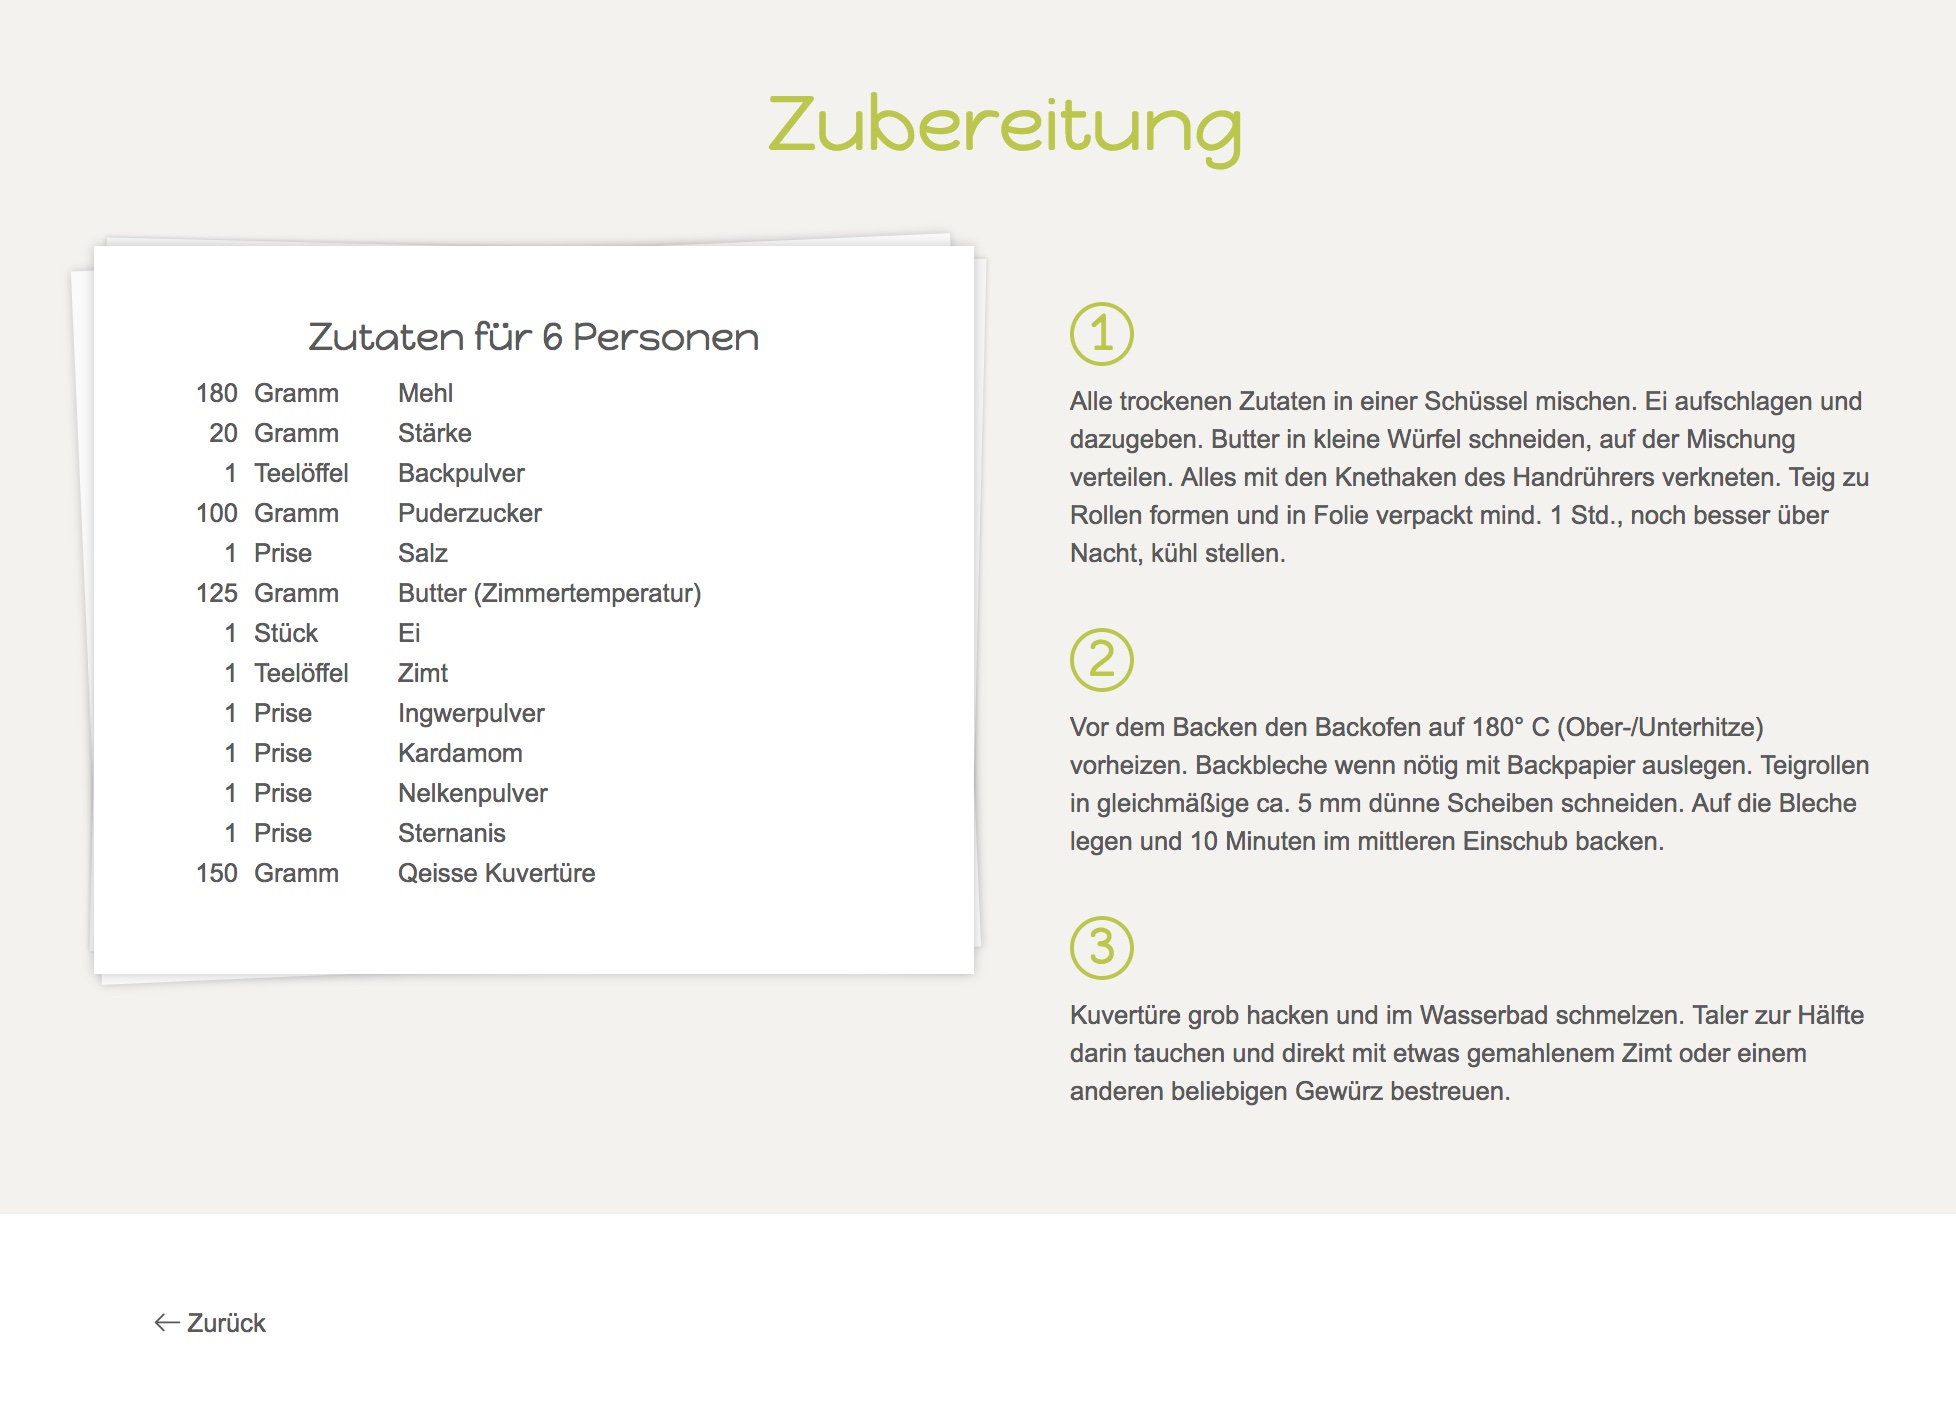 Zubereitung
Zutaten für 6 Personen
180 Gramm Mehl
20 Gramm Stärke
1 Teelöffel Backpulver
100 Gramm Puderzucker
1 Prise Salz
125 Gramm Butter (Zimmertemperatur)
1 Stück Ei
1 Teelöffel Zimt
1 Prise Ingwerpulver
1 Prise Kardamom
1 Prise Nelkenpulver
1 Prise Sternanis
150 Gramm Qeisse Kuvertüre
1
Alle trockenen Zutaten in einer Schüssel mischen. Ei aufschlagen und
dazugeben. Butter in kleine Würfel schneiden, auf der Mischung
verteilen. Alles mit den Knethaken des Handrührers verkneten. Teig zu
Rollen formen und in Folie verpackt mind. 1 Std., noch besser über
Nacht, kühl stellen.
2
Vor dem Backen den Backofen auf 180° C (Ober-/Unterhitze)
vorheizen. Backbleche wenn nötig mit Backpapier auslegen. Teigrollen
in gleichmäßige ca. 5 mm dünne Scheiben schneiden. Auf die Bleche
legen und 10 Minuten im mittleren Einschub backen.
3
Kuvertüre grob hacken und im Wasserbad schmelzen. Taler zur Hälfte
darin tauchen und direkt mit etwas gemahlenem Zimt oder einem
anderen beliebigen Gewürz bestreuen.
← Zurück